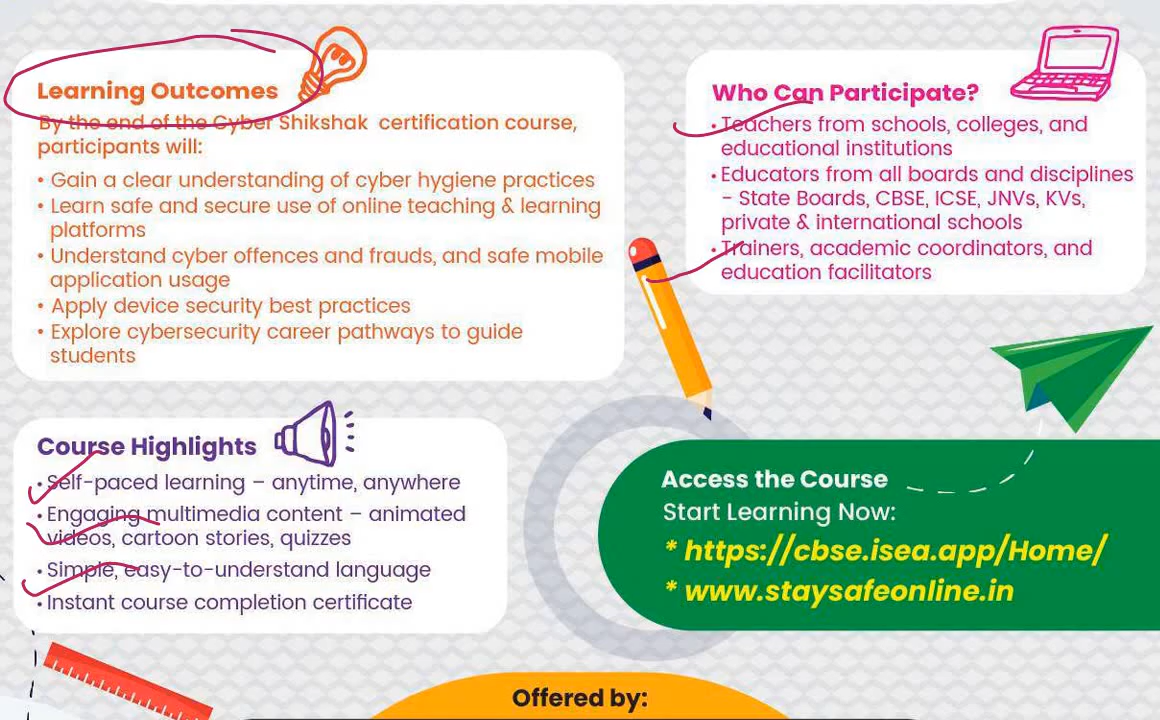 Learning Outcomes
By the end of the Cyber Shikshak certification course,
participants will:
• Gain a clear understanding of cyber hygiene practices
• Learn safe and secure use of online teaching & learning
platforms
• Understand cyber offences and frauds, and safe mobile
application usage
• Apply device security best practices
• Explore cybersecurity career pathways to guide
students
Who Can Participate?
• Teachers from schools, colleges, and
educational institutions
• Educators from all boards and disciplines
– State Boards, CBSE, ICSE, JNVs, KVs,
private & international schools
• Trainers, academic coordinators, and
education facilitators
Course Highlights
• Self-paced learning – anytime, anywhere
• Engaging multimedia content – animated
videos, cartoon stories, quizzes
• Simple, easy-to-understand language
• Instant course completion certificate
Access the Course
Start Learning Now:
* https://cbse.isea.app/Home/
* www.staysafeonline.in
Offered by: